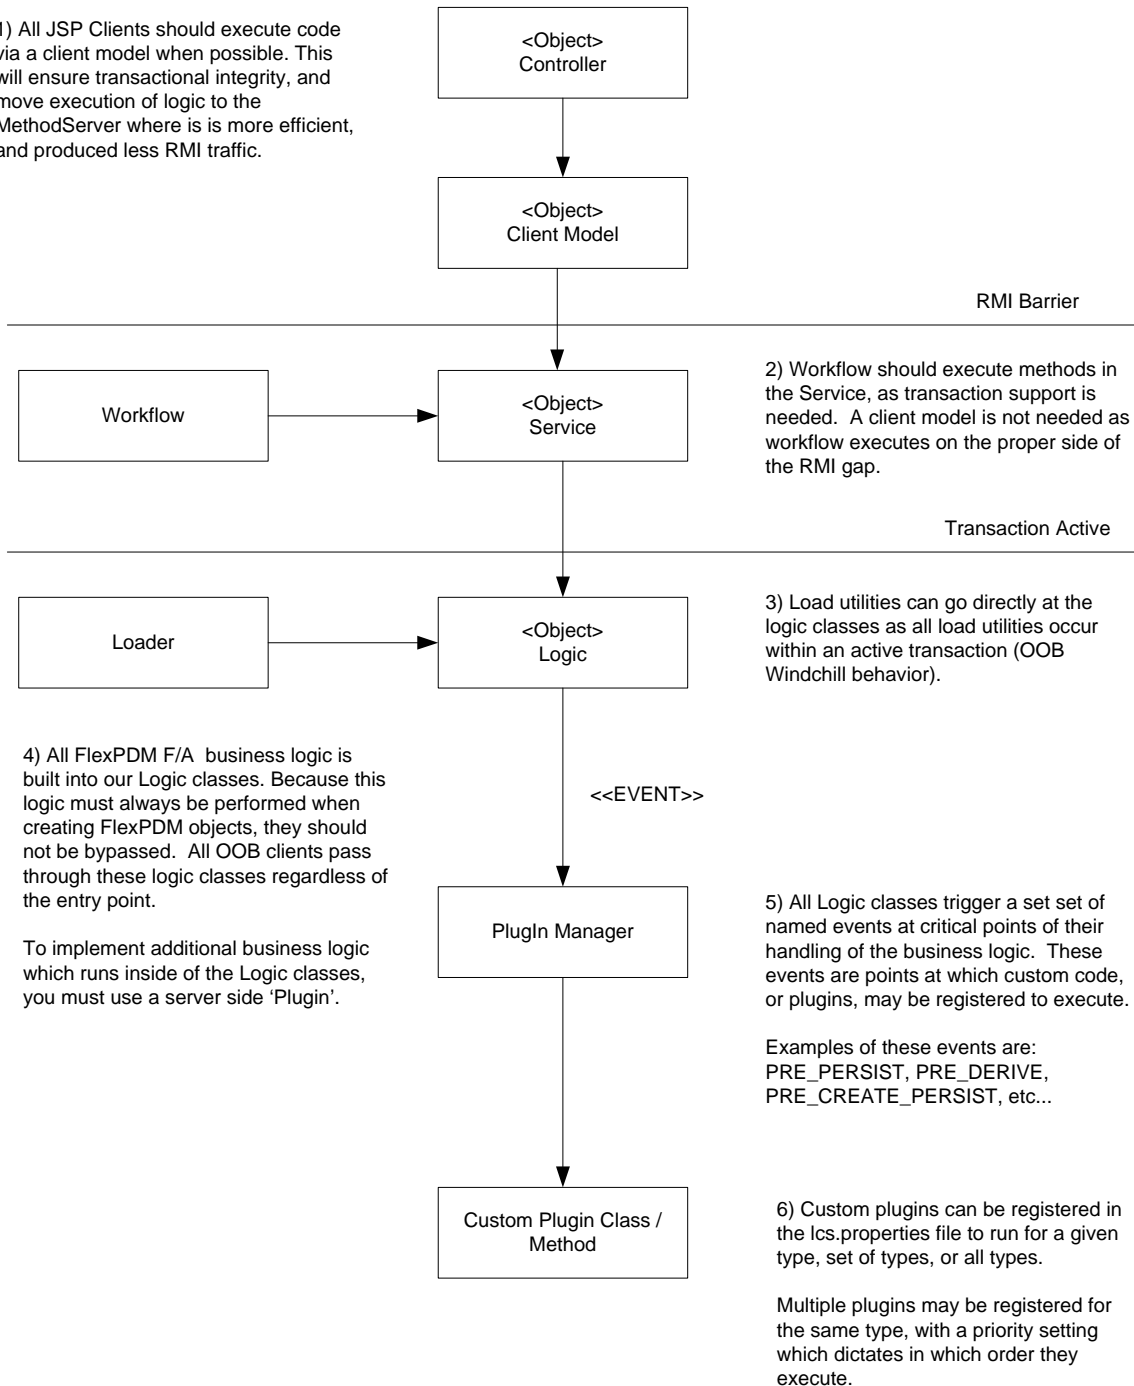 1) All JSP Clients should execute code
via a client model when possible. This
will ensure transactional integrity, and
move execution of logic to the
MethodServer where is is more efficient,
and produced less RMI traffic.
<Object>
Controller
<Object>
Client Model
RMI Barrier
Workflow
<Object>
Service
2) Workflow should execute methods in
the Service, as transaction support is
needed.  A client model is not needed as
workflow executes on the proper side of
the RMI gap.
Transaction Active
Loader
<Object>
Logic
3) Load utilities can go directly at the
logic classes as all load utilities occur
within an active transaction (OOB
Windchill behavior).
4) All FlexPDM F/A  business logic is
built into our Logic classes. Because this
logic must always be performed when
creating FlexPDM objects, they should
not be bypassed.  All OOB clients pass
through these logic classes regardless of
the entry point.
To implement additional business logic
which runs inside of the Logic classes,
you must use a server side ‘Plugin’.
<<EVENT>>
PlugIn Manager
5) All Logic classes trigger a set set of
named events at critical points of their
handling of the business logic.  These
events are points at which custom code,
or plugins, may be registered to execute.
Examples of these events are:
PRE_PERSIST, PRE_DERIVE,
PRE_CREATE_PERSIST, etc...
Custom Plugin Class /
Method
6) Custom plugins can be registered in
the lcs.properties file to run for a given
type, set of types, or all types.
Multiple plugins may be registered for
the same type, with a priority setting
which dictates in which order they
execute.